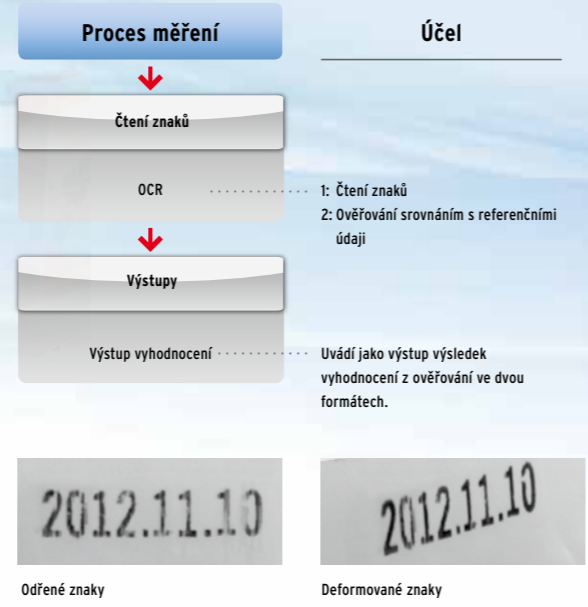 Proces měření
Účel
Čtení znaků
OCR
1: Čtení znaků
2: Ověřování srovnáním s referenčními
údaji
Výstupy
Výstup vyhodnocení
Uvádí jako výstup výsledek
vyhodnocení z ověřování ve dvou
formátech.
2012.11.10
2012.11.10
Odřené znaky
Deformované znaky